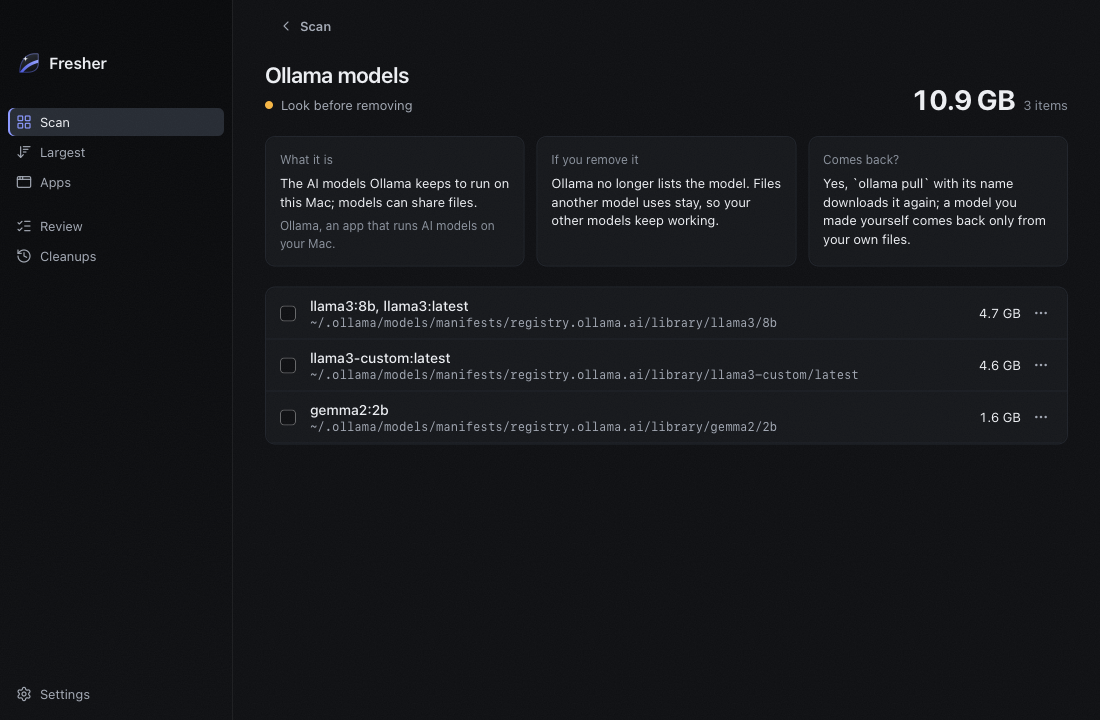 Fresher
Scan
Largest
Apps
Review
Cleanups
Settings
Scan
Ollama models
Look before removing
10.9 GB 3 items
What it is
The AI models Ollama keeps to run on
this Mac; models can share files.
Ollama, an app that runs AI models on
your Mac.
If you remove it
Ollama no longer lists the model. Files
another model uses stay, so your
other models keep working.
Comes back?
Yes, `ollama pull` with its name
downloads it again; a model you
made yourself comes back only from
your own files.
llama3:8b, llama3:latest
~/.ollama/models/manifests/registry.ollama.ai/library/llama3/8b
4.7 GB
llama3-custom:latest
~/.ollama/models/manifests/registry.ollama.ai/library/llama3-custom/latest
4.6 GB
gemma2:2b
~/.ollama/models/manifests/registry.ollama.ai/library/gemma2/2b
1.6 GB